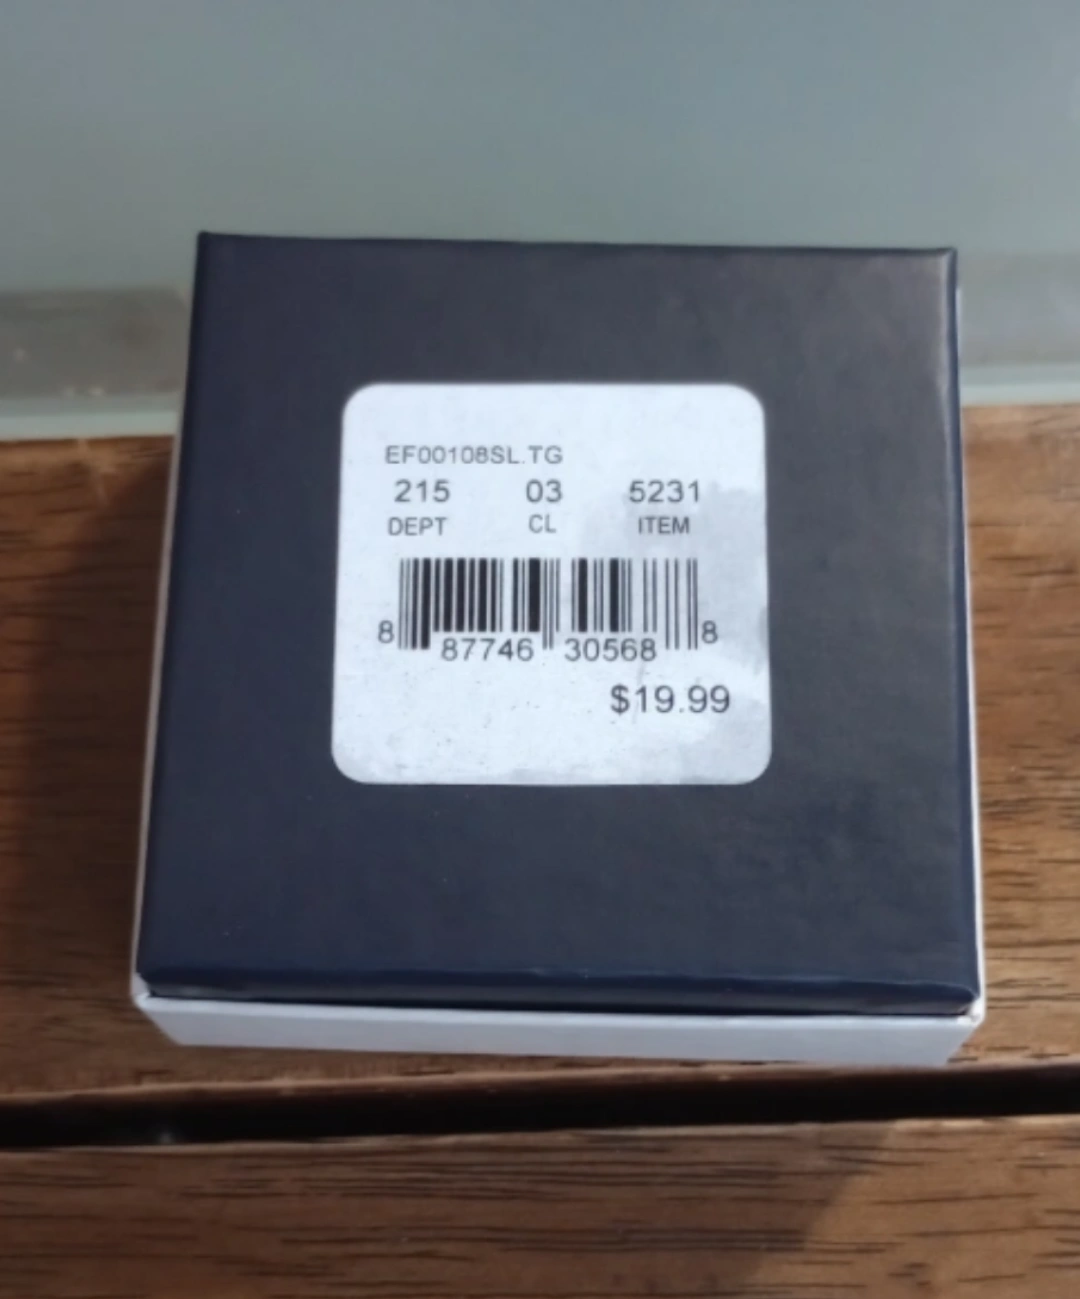 EF00108SL.TG
215 03 5231
DEPT CL ITEM
8 87746 30568 8
$19.99